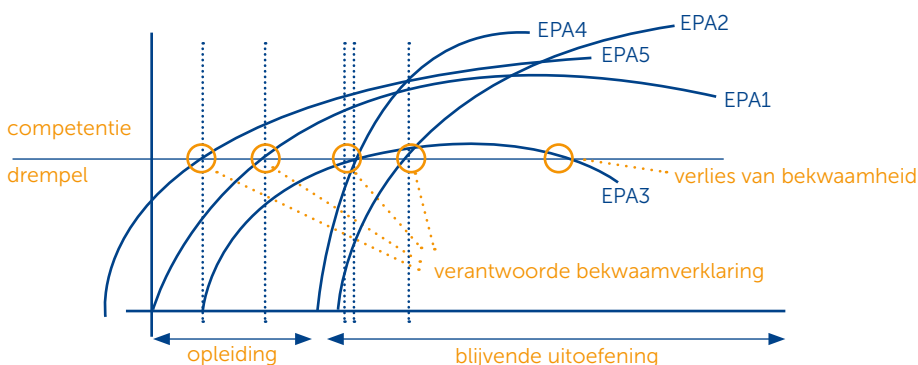 EPA4
EPA2
EPA5
EPA1
competentie
drempel
verlies van bekwaamheid
EPA3
verantwoorde bekwaamverklaring
opleiding
blijvende uitoefening